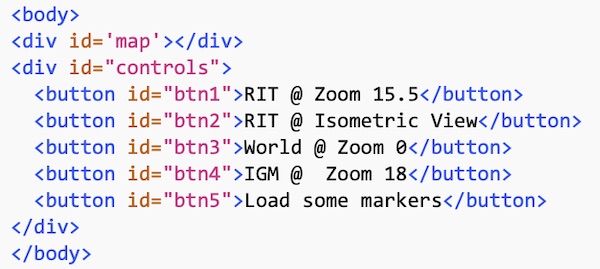 <body>
<div id='map'></div>
<div id="controls">
  <button id="btn1">RIT @ Zoom 15.5</button>
  <button id="btn2">RIT @ Isometric View</button>
  <button id="btn3">World @ Zoom 0</button>
  <button id="btn4">IGM @  Zoom 18</button>
  <button id="btn5">Load some markers</button>
</div>
</body>